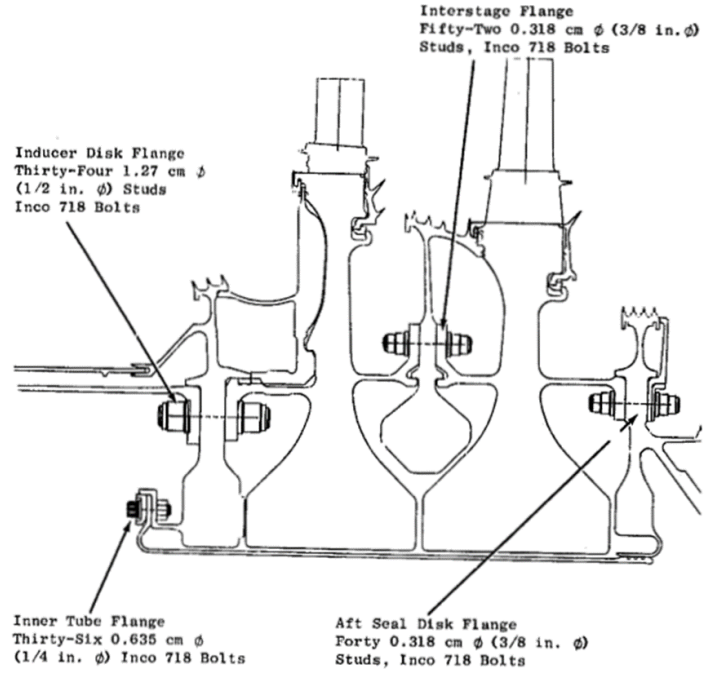 Interstage Flange
Fifty-Two 0.318 cm ϕ (3/8 in. ϕ)
Studs, Inco 718 Bolts
Inducer Disk Flange
Thirty-Four 1.27 cm ϕ
(1/2 in. ϕ) Studs
Inco 718 Bolts
Inner Tube Flange
Thirty-Six 0.635 cm ϕ
(1/4 in. ϕ) Inco 718 Bolts
Aft Seal Disk Flange
Forty 0.318 cm ϕ (3/8 in. ϕ)
Studs, Inco 718 Bolts